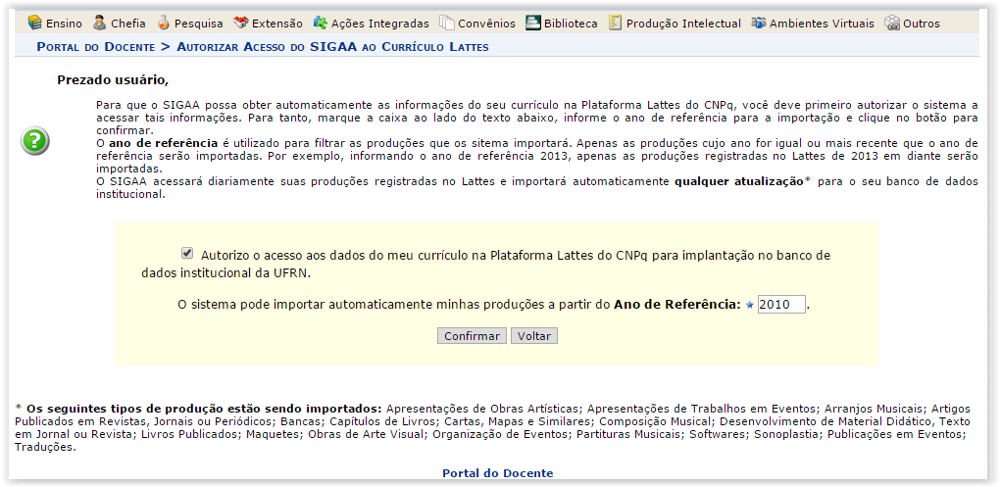 Ensino Chefia Pesquisa Extensão Ações Integradas Convênios Biblioteca Produção Intelectual Ambientes Virtuais Outros
Portal do Docente > Autorizar Acesso do SIGAA ao Currículo Lattes
Prezado usuário,
Para que o SIGAA possa obter automaticamente as informações do seu currículo na Plataforma Lattes do CNPq, você deve primeiro autorizar o sistema a
acessar tais informações. Para tanto, marque a caixa ao lado do texto abaixo, informe o ano de referência para a importação e clique no botão para
confirmar.
O ano de referência é utilizado para filtrar as produções que os sitema importará. Apenas as produções cujo ano for igual ou mais recente que o ano de
referência serão importadas. Por exemplo, informando o ano de referência 2013, apenas as produções registradas no Lattes de 2013 em diante serão
importadas.
O SIGAA acessará diariamente suas produções registradas no Lattes e importará automaticamente qualquer atualização* para o seu banco de dados
institucional.
Autorizo o acesso aos dados do meu currículo na Plataforma Lattes do CNPq para implantação no banco de
dados institucional da UFRN.
O sistema pode importar automaticamente minhas produções a partir do Ano de Referência: 2010.
Confirmar Voltar
* Os seguintes tipos de produção estão sendo importados: Apresentações de Obras Artísticas; Apresentações de Trabalhos em Eventos; Arranjos Musicais; Artigos
Publicados em Revistas, Jornais ou Periódicos; Bancas; Capítulos de Livros; Cartas, Mapas e Similares; Composição Musical; Desenvolvimento de Material Didático, Texto
em Jornal ou Revista; Livros Publicados; Maquetes; Obras de Arte Visual; Organização de Eventos; Partituras Musicais; Softwares; Sonoplastia; Publicações em Eventos;
Traduções.
Portal do Docente